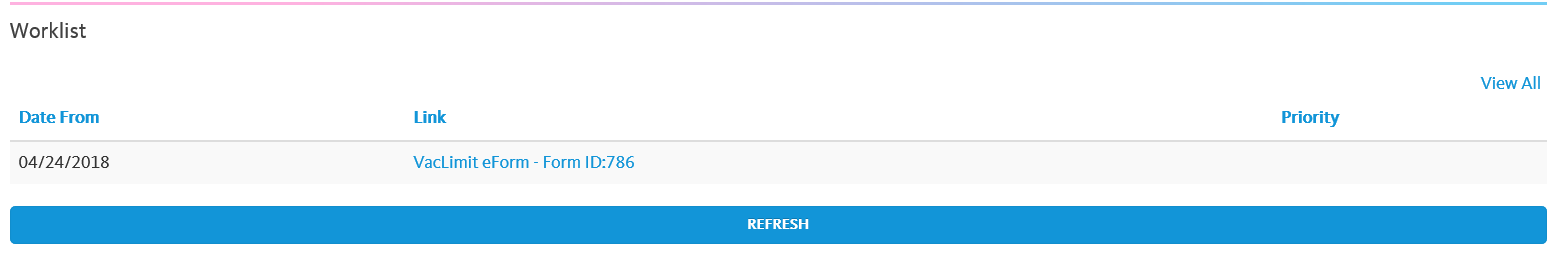 Worklist
View All
Date From Link Priority
04/24/2018 VacLimit eForm - Form ID:786
REFRESH